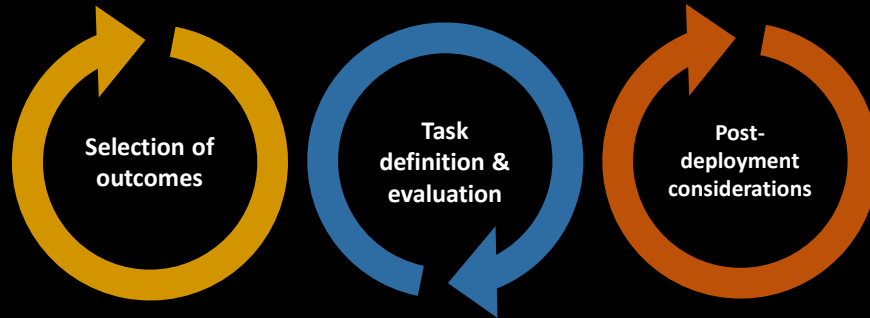 Selection of
outcomes
Task
definition &
evaluation
Post-
deployment
considerations